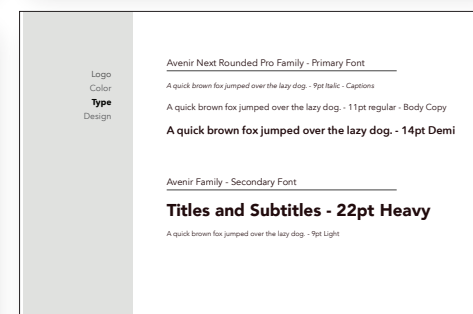 Logo
Color
Type
Design
Avenir Next Rounded Pro Family - Primary Font
A quick brown fox jumped over the lazy dog. - 9pt Italic - Captions
A quick brown fox jumped over the lazy dog. - 11pt regular - Body Copy
A quick brown fox jumped over the lazy dog. - 14pt Demi
Avenir Family - Secondary Font
Titles and Subtitles - 22pt Heavy
A quick brown fox jumped over the lazy dog. - 9pt Light